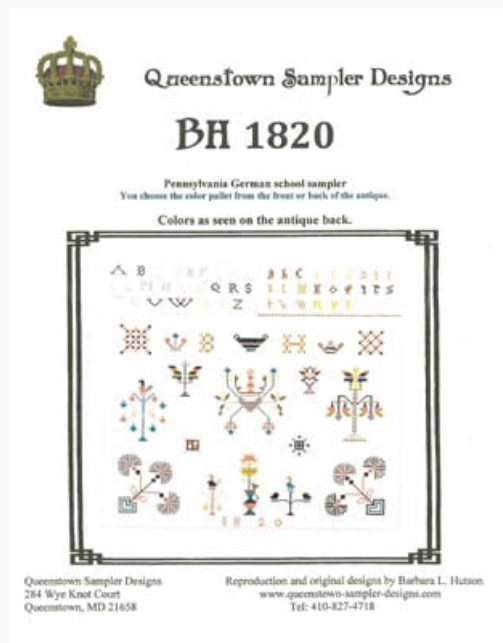 Queenstown Sampler Designs
BH 1820
Pennsylvania German school sampler
You choose the color pallet from the front or back of the antique.
Colors as seen on the antique back.
A B
Q R S
Z
B H
1820
Queenstown Sampler Designs
284 Wye Knot Court
Queenstown, MD 21658
Reproduction and original designs by Barbara L. Hutson
www.queenstown-sampler-designs.com
Tel: 410-827-4718